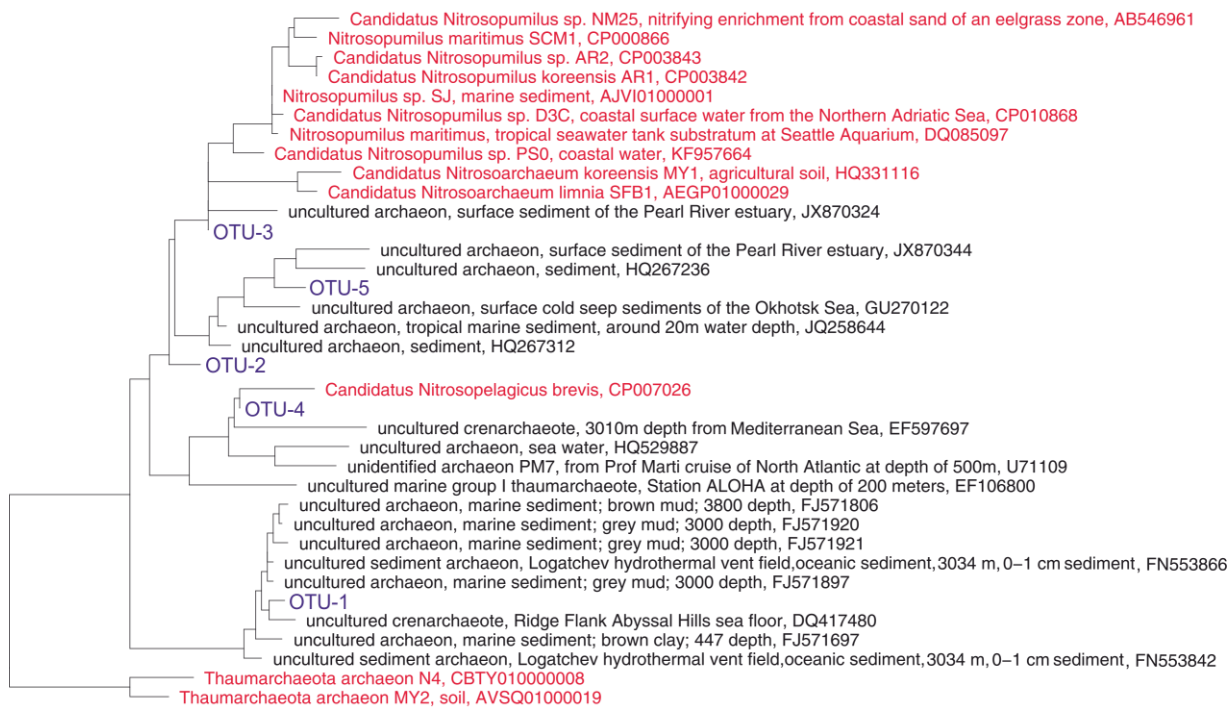 Candidatus Nitrosopumilus sp. NM25, nitrifying enrichment from coastal sand of an eelgrass zone, AB546961
Nitrosopumilus maritimus SCM1, CP000866
Candidatus Nitrosopumilus sp. AR2, CP003843
Candidatus Nitrosopumilus koreensis AR1, CP003842
Nitrosopumilus sp. SJ, marine sediment, AJVI01000001
Candidatus Nitrosopumilus sp. D3C, coastal surface water from the Northern Adriatic Sea, CP010868
Nitrosopumilus maritimus, tropical seawater tank substratum at Seattle Aquarium, DQ085097
Candidatus Nitrosopumilus sp. PS0, coastal water, KF957664
Candidatus Nitrosoarchaeum koreensis MY1, agricultural soil, HQ331116
Candidatus Nitrosoarchaeum limnia SFB1, AEGP01000029
uncultured archaeon, surface sediment of the Pearl River estuary, JX870324
OTU-3
uncultured archaeon, surface sediment of the Pearl River estuary, JX870344
uncultured archaeon, sediment, HQ267236
OTU-5
uncultured archaeon, surface cold seep sediments of the Okhotsk Sea, GU270122
uncultured archaeon, tropical marine sediment, around 20m water depth, JQ258644
uncultured archaeon, sediment, HQ267312
OTU-2
Candidatus Nitrosopelagicus brevis, CP007026
OTU-4
uncultured crenarchaeote, 3010m depth from Mediterranean Sea, EF597697
uncultured archaeon, sea water, HQ529887
unidentified archaeon PM7, from Prof Marti cruise of North Atlantic at depth of 500m, U71109
uncultured marine group I thaumarchaeote, Station ALOHA at depth of 200 meters, EF106800
uncultured archaeon, marine sediment; brown mud; 3800 depth, FJ571806
uncultured archaeon, marine sediment; grey mud; 3000 depth, FJ571920
uncultured archaeon, marine sediment; grey mud; 3000 depth, FJ571921
uncultured sediment archaeon, Logatchev hydrothermal vent field,oceanic sediment,3034 m,0–1 cm sediment, FN553866
uncultured archaeon, marine sediment; grey mud; 3000 depth, FJ571897
OTU-1
uncultured crenarchaeote, Ridge Flank Abyssal Hills sea floor, DQ417480
uncultured archaeon, marine sediment; brown clay; 447 depth, FJ571697
uncultured sediment archaeon, Logatchev hydrothermal vent field,oceanic sediment,3034 m,0–1 cm sediment, FN553842
Thaumarchaeota archaeon N4, CBTY010000008
Thaumarchaeota archaeon MY2, soil, AVSQ01000019